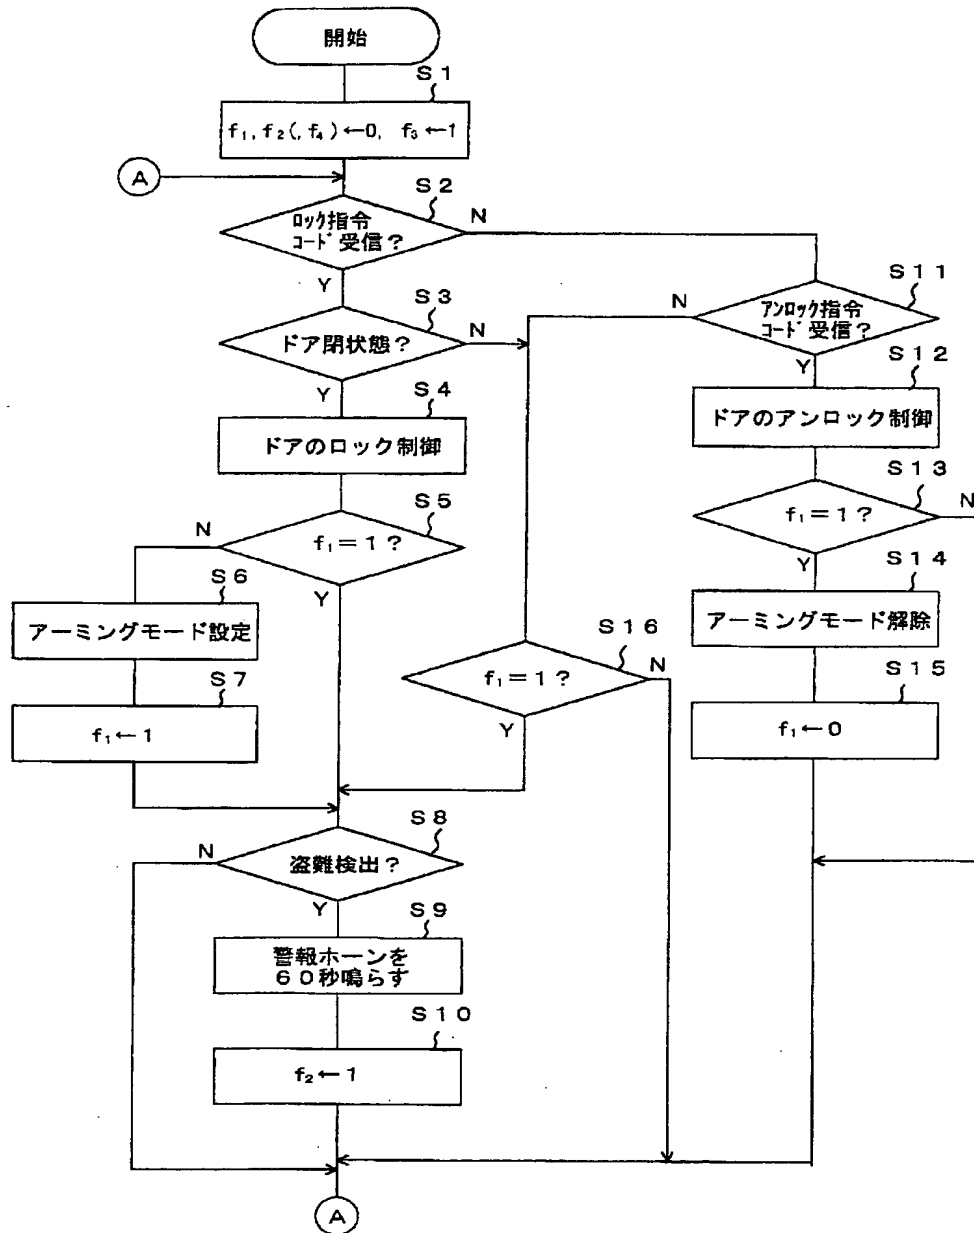 開始
S1
f₁, f₂(, f₄)←0, f₃←1
A
S2
ロック指令
コード受信?
N
Y
S3
ドア閉状態?
N
Y
S4
ドアのロック制御
S5
f₁=1?
N
Y
S6
アーミングモード設定
S7
f₁←1
S8
盗難検出?
N
Y
S9
警報ホーンを
60秒鳴らす
S10
f₂←1
A
S11
アンロック指令
コード受信?
N
Y
S12
ドアのアンロック制御
S13
f₁=1?
N
Y
S14
アーミングモード解除
S15
f₁←0
S16
f₁=1?
N
Y